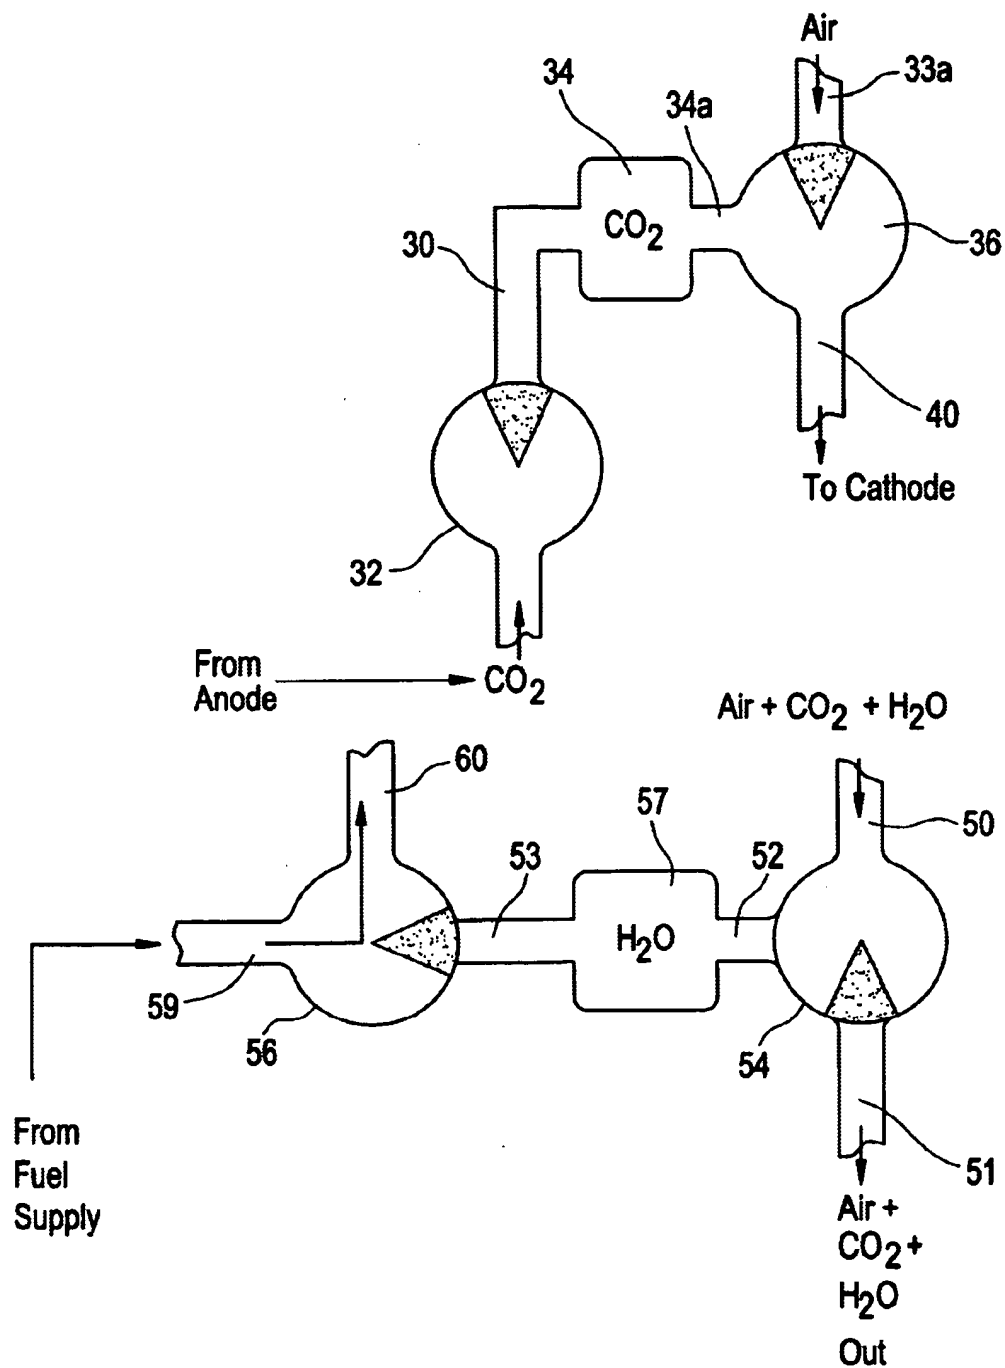 Air
34
33a
34a
CO2
30
36
40
To Cathode
32
From
Anode
CO2
Air + CO2 + H2O
60
57
50
53
52
H2O
59
56
54
From
Fuel
Supply
51
Air +
CO2 +
H2O
Out